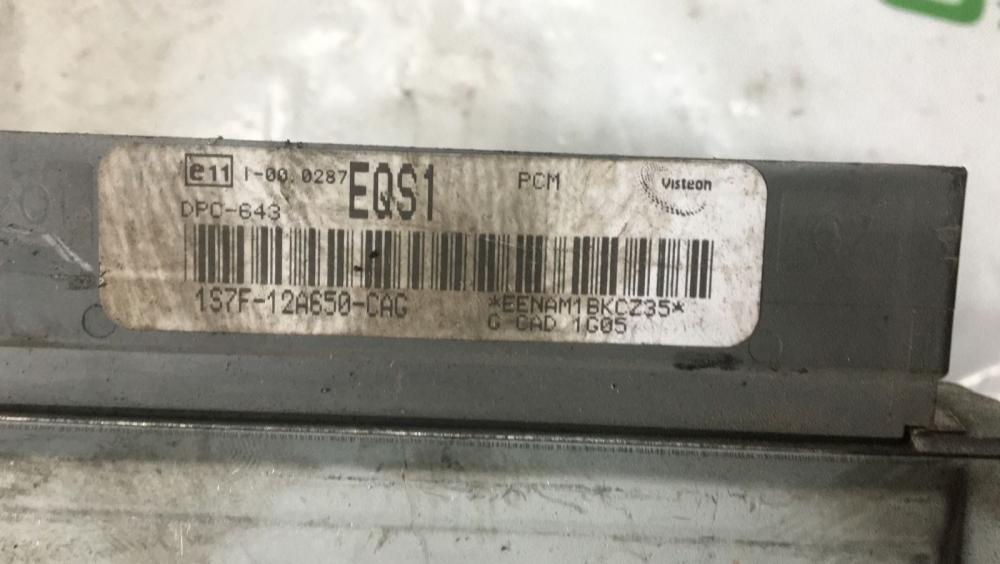 e11 I-00.0287 EQS1 PCM Visteon
DPC-643
1S7F-12A650-CAG *EENAM1BKCZ35*
G CAD 1G05